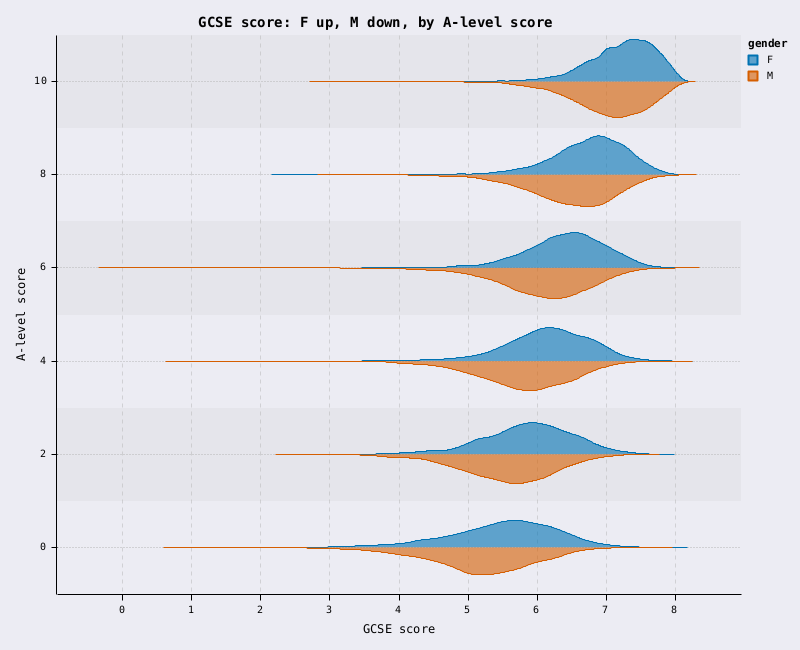 GCSE score: F up, M down, by A-level score
gender
F
M
A-level score
10
8
6
4
2
0
0 1 2 3 4 5 6 7 8
GCSE score